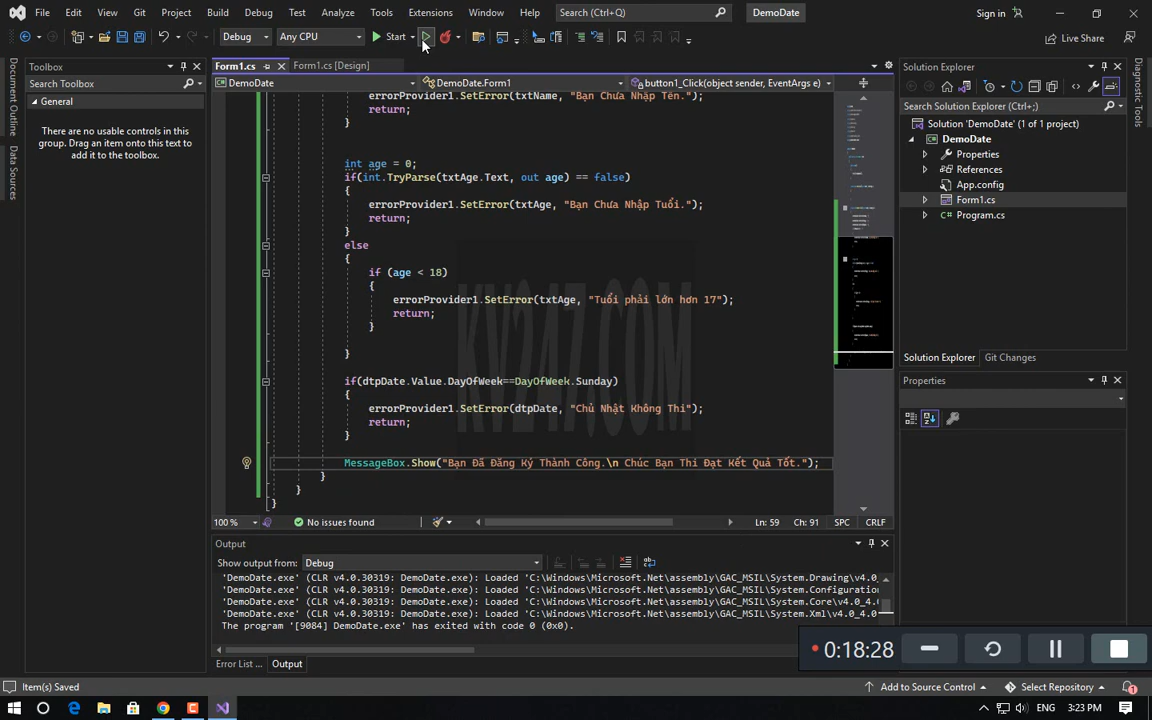 File Edit View Git Project Build Debug Test Analyze Tools Extensions Window Help Search (Ctrl+;) DemoDate Sign in
Debug Any CPU Start Live Share
Document Outline
Data Sources
Toolbox
Search Toolbox
General
There are no usable controls in this
group. Drag an item onto this text to
add it to the toolbox.
Form1.cs Form1.cs [Design]
DemoDate DemoDate.Form1 button1_Click(object sender, EventArgs e)
errorProvider1.SetError(txtName, "Bạn Chưa Nhập Tên.");
return;
}
int age = 0;
if(int.TryParse(txtAge.Text, out age) == false)
{
errorProvider1.SetError(txtAge, "Bạn Chưa Nhập Tuổi.");
return;
}
else
{
if (age < 18)
{
errorProvider1.SetError(txtAge, "Tuổi phải lớn hơn 17");
return;
}
}
if(dtpDate.Value.DayOfWeek==DayOfWeek.Sunday)
{
errorProvider1.SetError(dtpDate, "Chủ Nhật Không Thi");
return;
}
MessageBox.Show("Bạn Đã Đăng Ký Thành Công.\n Chúc Bạn Thi Đạt Kết Quả Tốt.");
}
}
}
KV247.COM
100 % No issues found Ln: 59 Ch: 91 SPC CRLF
Output
Show output from: Debug
'DemoDate.exe' (CLR v4.0.30319: DemoDate.exe): Loaded 'C:\Windows\Microsoft.Net\assembly\GAC_MSIL\System.Drawing\v4.0_
'DemoDate.exe' (CLR v4.0.30319: DemoDate.exe): Loaded 'C:\Windows\Microsoft.Net\assembly\GAC_MSIL\System.Configuration
'DemoDate.exe' (CLR v4.0.30319: DemoDate.exe): Loaded 'C:\Windows\Microsoft.Net\assembly\GAC_MSIL\System.Core\v4.0_4.0
'DemoDate.exe' (CLR v4.0.30319: DemoDate.exe): Loaded 'C:\Windows\Microsoft.Net\assembly\GAC_MSIL\System.Xml\v4.0_4.0
The program '[9084] DemoDate.exe' has exited with code 0 (0x0).
Error List ... Output
Solution Explorer
Search Solution Explorer (Ctrl+;)
Solution 'DemoDate' (1 of 1 project)
DemoDate
Properties
References
App.config
Form1.cs
Program.cs
Solution Explorer Git Changes
Properties
Diagnostic Tools
0:18:28
Item(s) Saved Add to Source Control Select Repository 1
ENG 3:23 PM